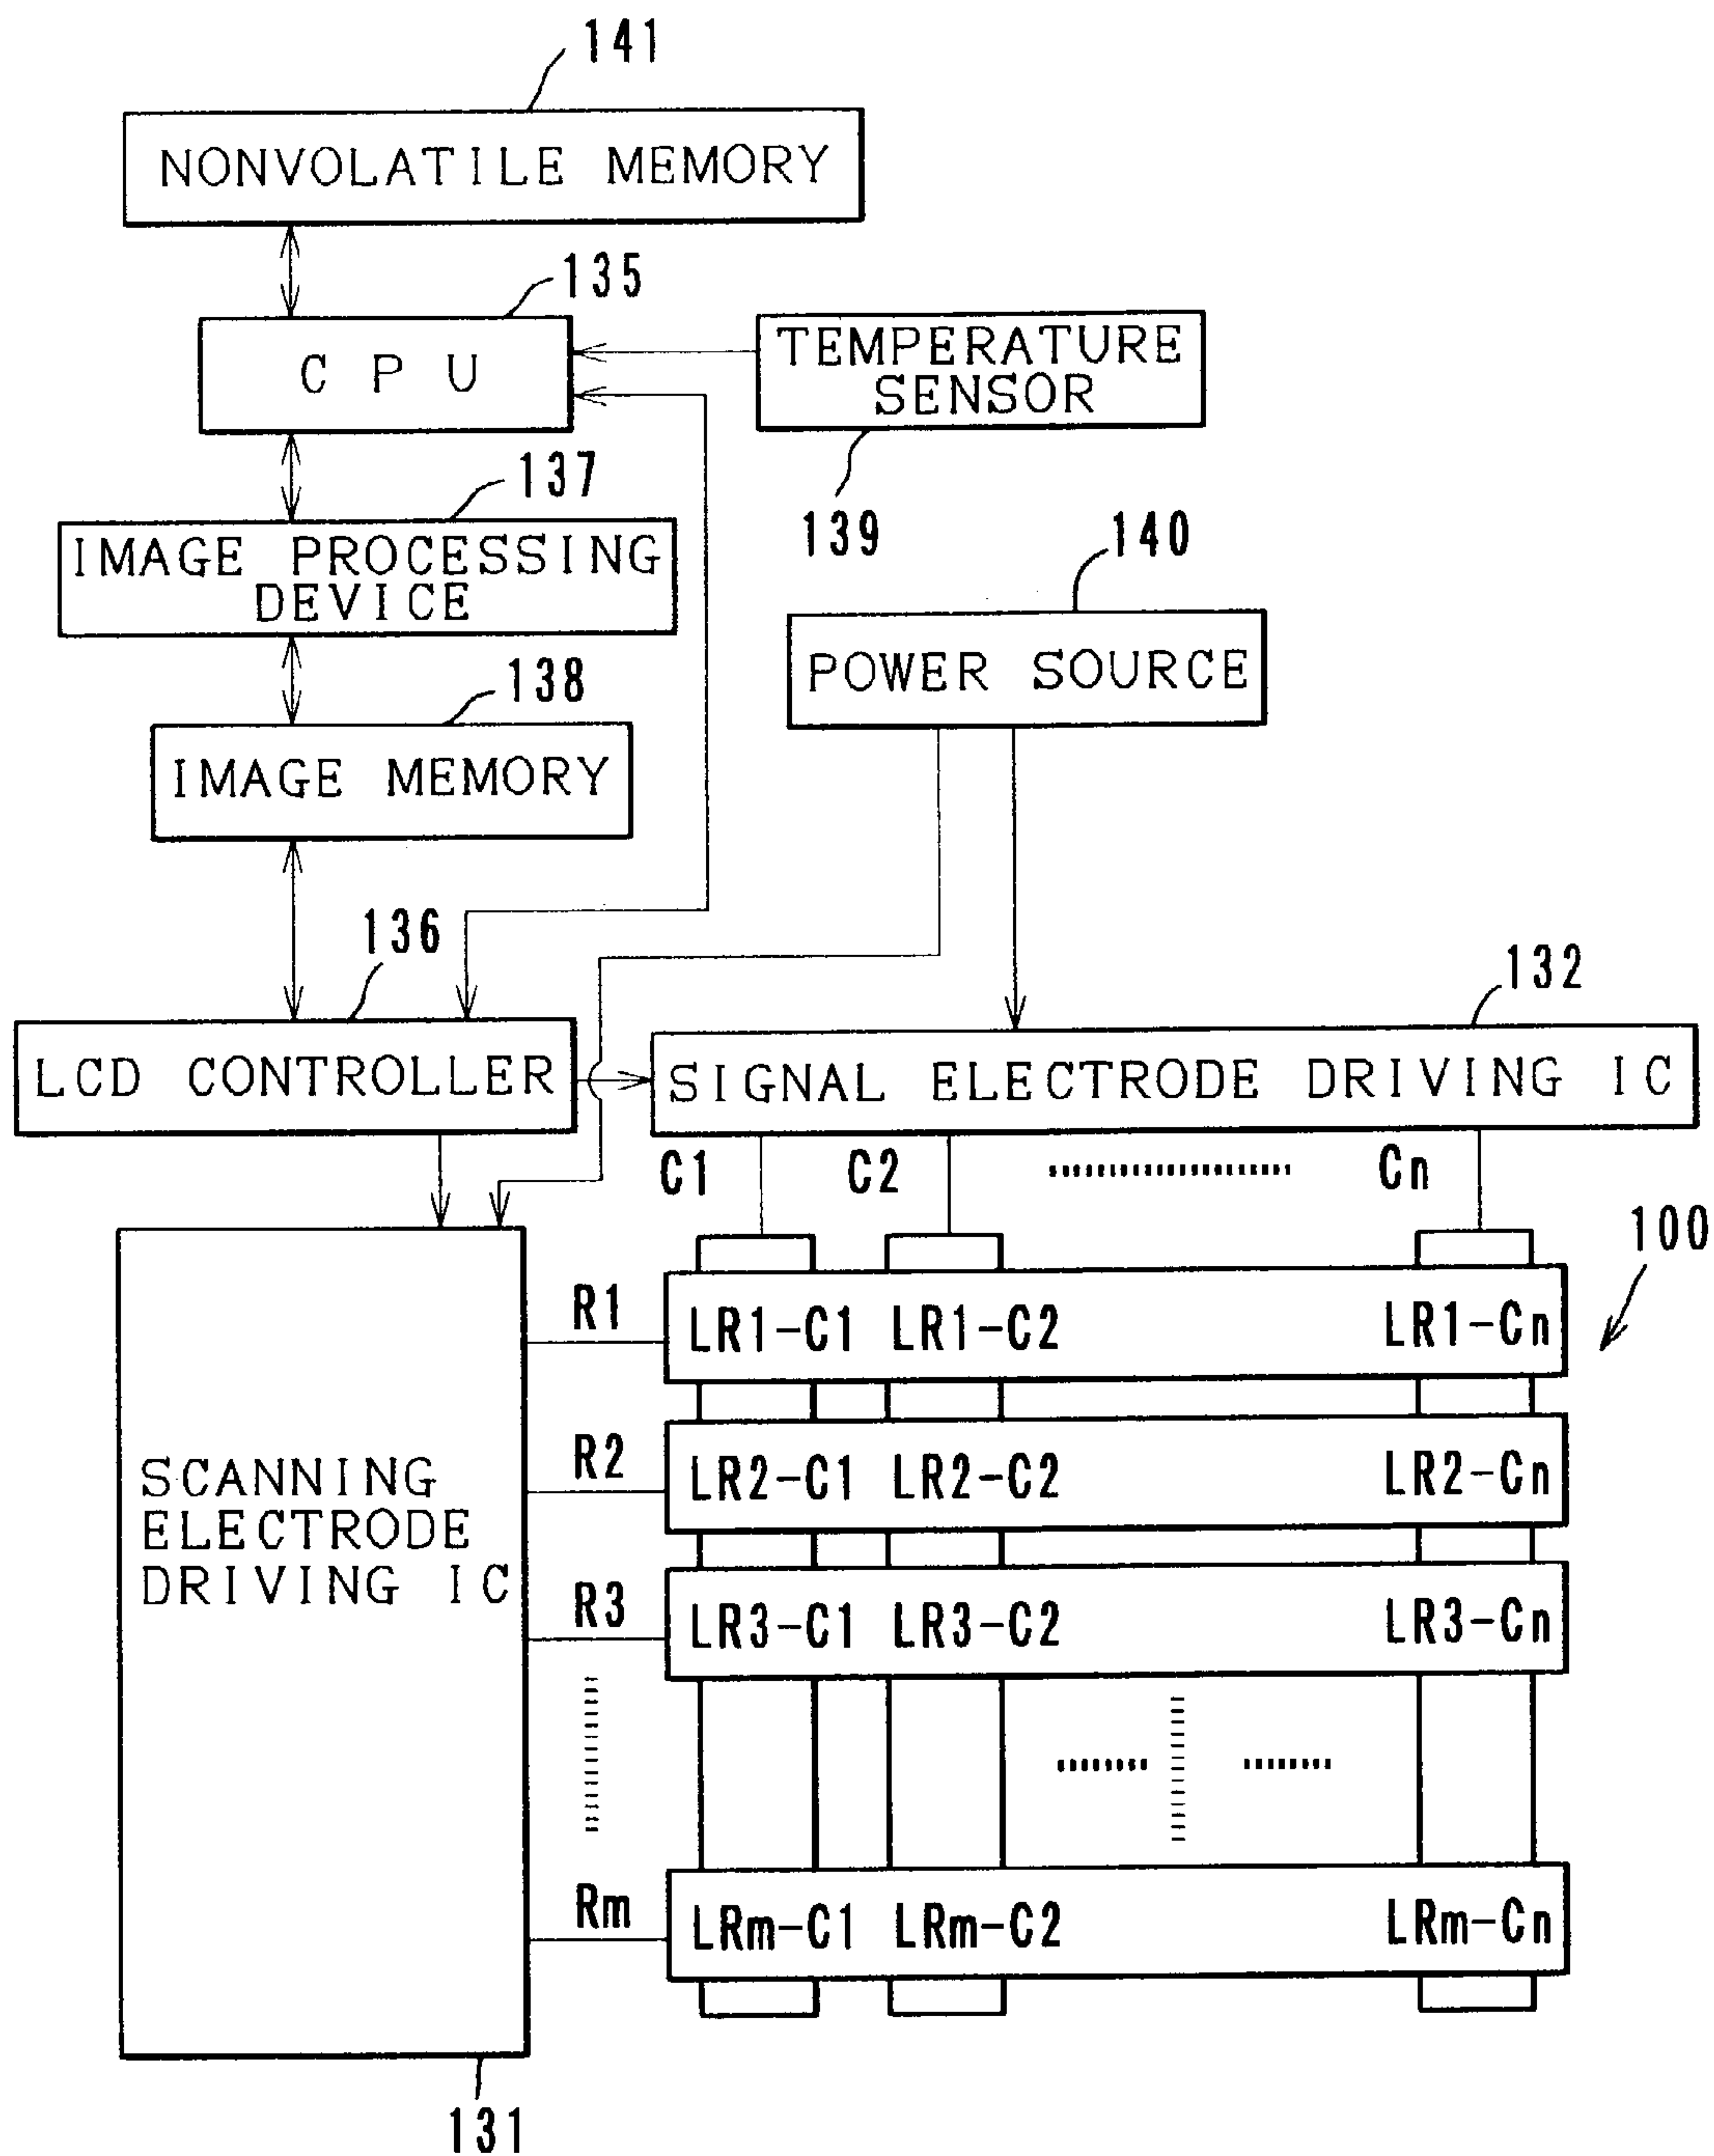 141
NONVOLATILE MEMORY
135
CPU
TEMPERATURE
SENSOR
139
137
IMAGE PROCESSING
DEVICE
140
POWER SOURCE
138
IMAGE MEMORY
136
LCD CONTROLLER
132
SIGNAL ELECTRODE DRIVING IC
C1 C2 Cn
100
SCANNING
ELECTRODE
DRIVING IC
131
R1
LR1-C1 LR1-C2 LR1-Cn
R2
LR2-C1 LR2-C2 LR2-Cn
R3
LR3-C1 LR3-C2 LR3-Cn
Rm
LRm-C1 LRm-C2 LRm-Cn